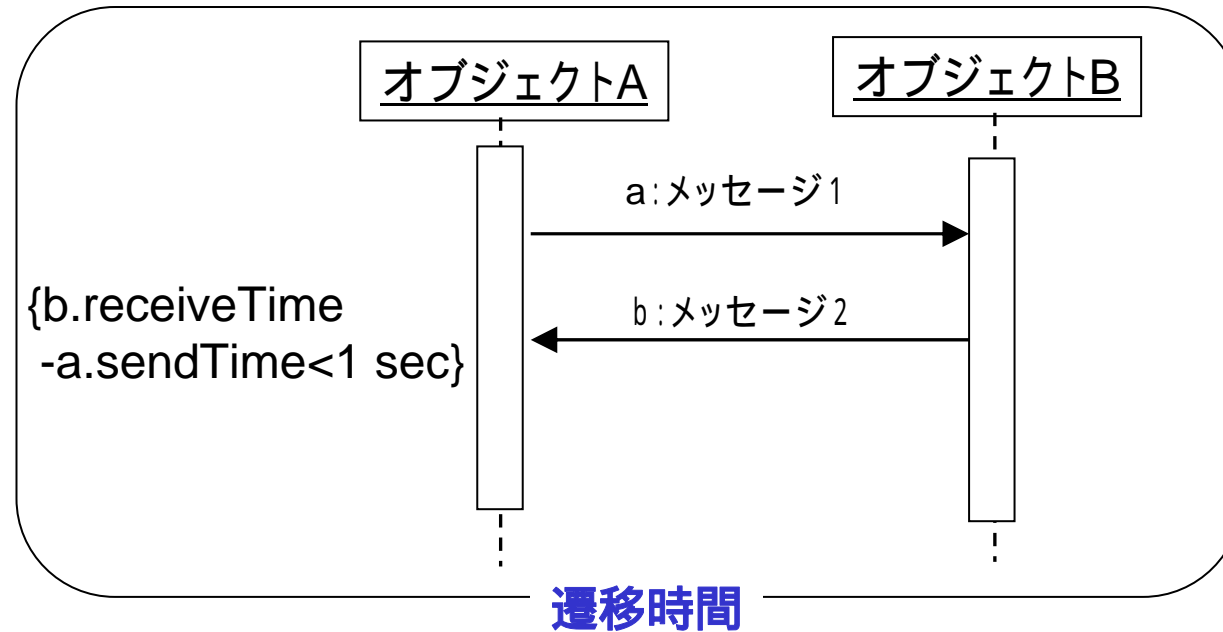 オブジェクトA
オブジェクトB
a:メッセージ1
b:メッセージ2
{b.receiveTime
-a.sendTime<1 sec}
遷移時間